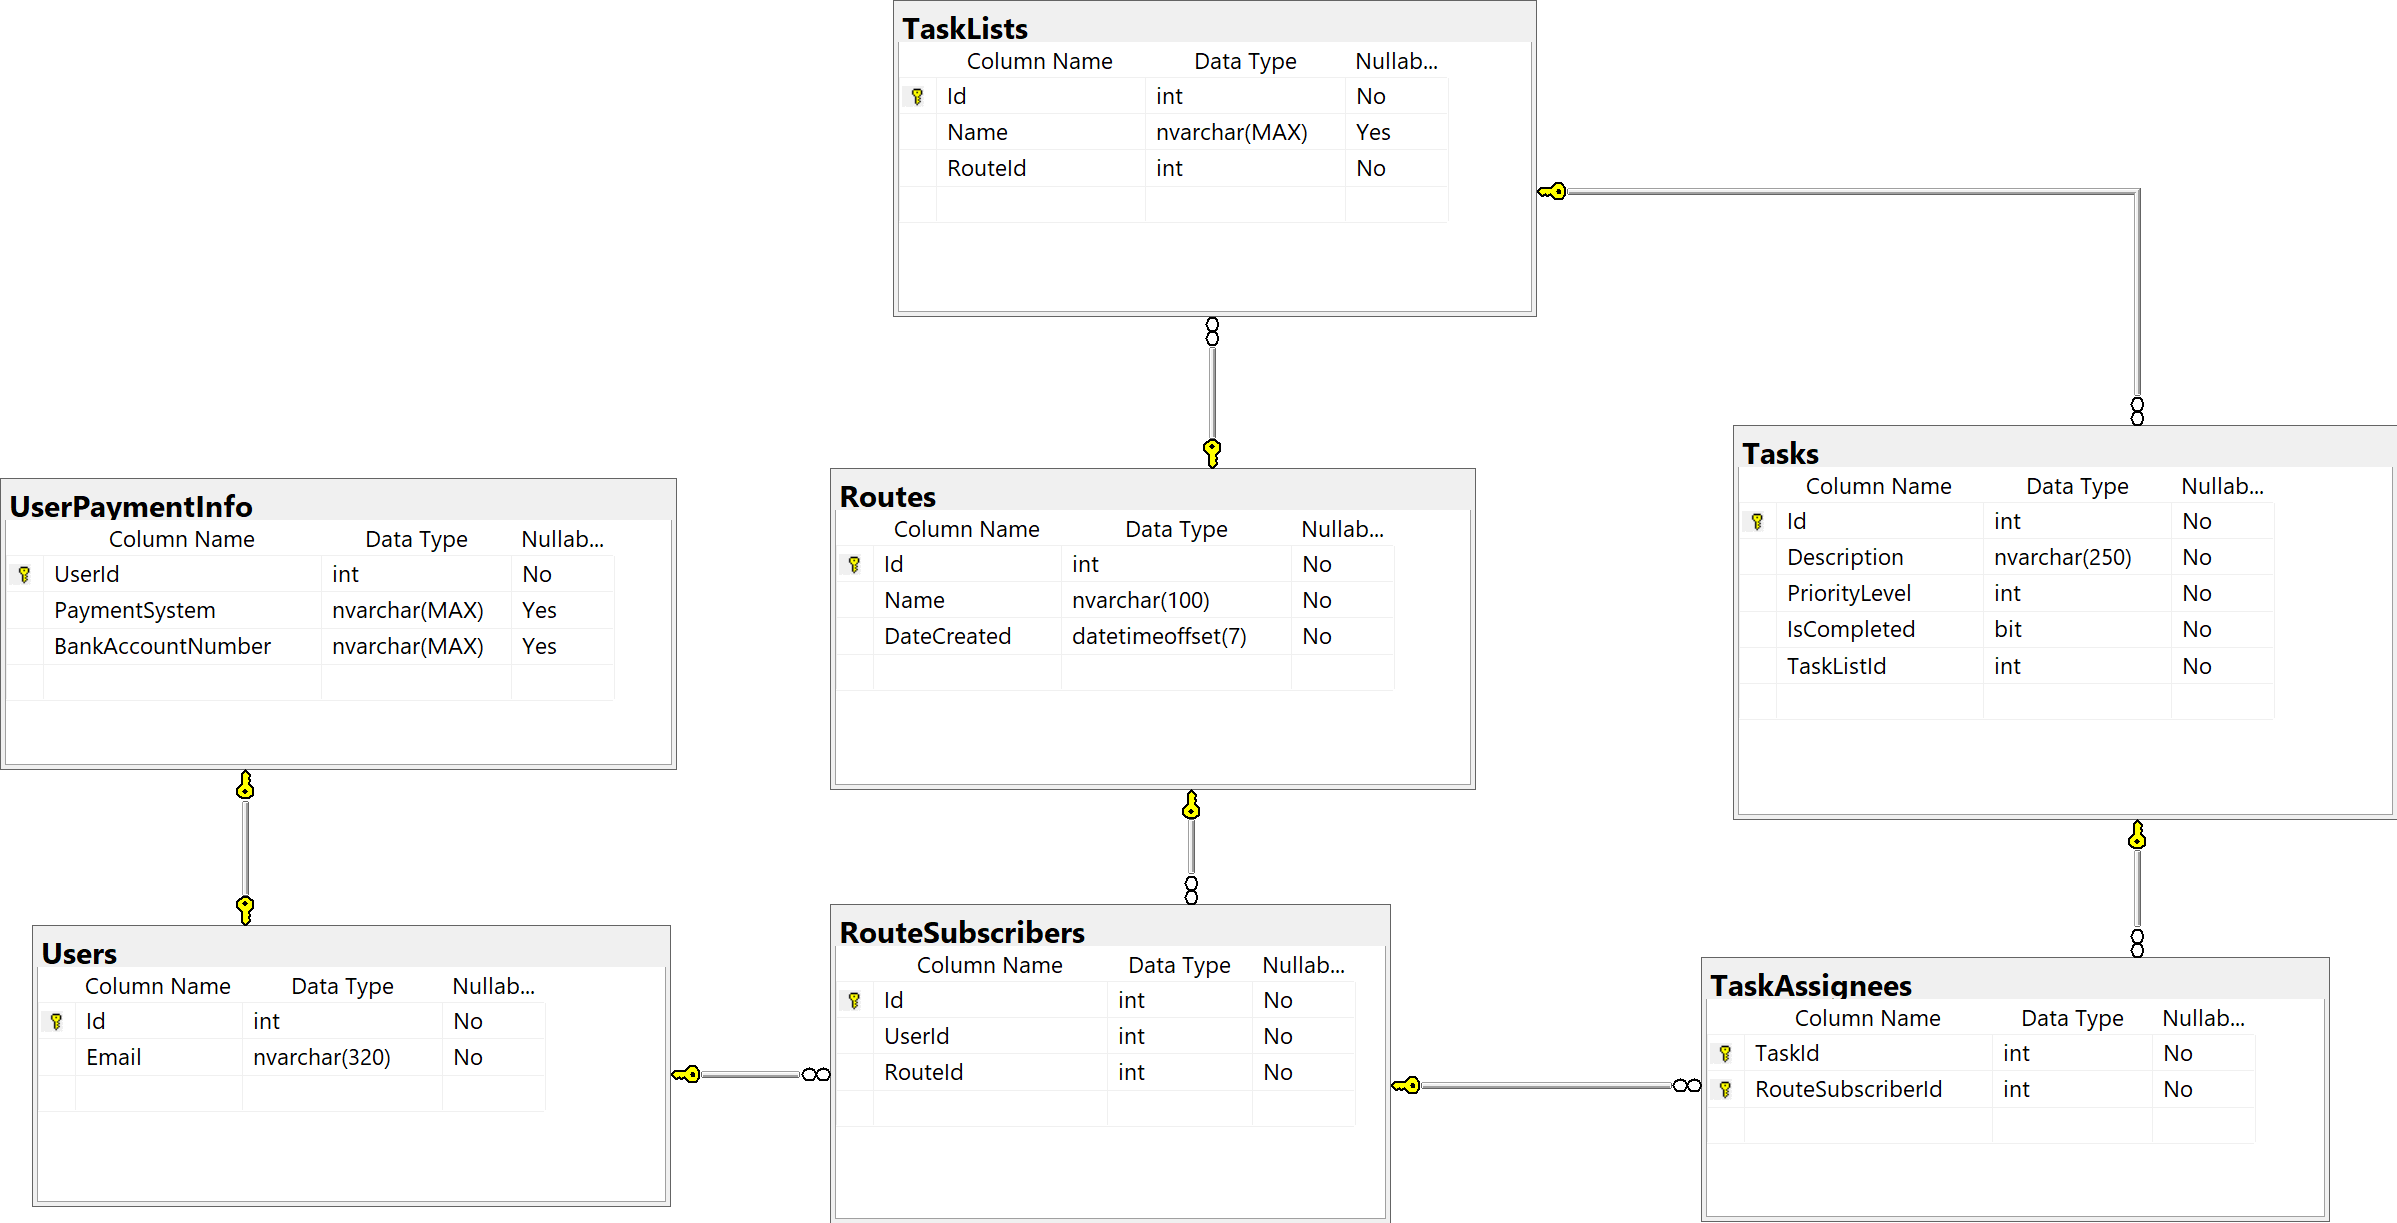 TaskLists
Column Name Data Type Nullab...
Id int No
Name nvarchar(MAX) Yes
RouteId int No
UserPaymentInfo
Column Name Data Type Nullab...
UserId int No
PaymentSystem nvarchar(MAX) Yes
BankAccountNumber nvarchar(MAX) Yes
Routes
Column Name Data Type Nullab...
Id int No
Name nvarchar(100) No
DateCreated datetimeoffset(7) No
Tasks
Column Name Data Type Nullab...
Id int No
Description nvarchar(250) No
PriorityLevel int No
IsCompleted bit No
TaskListId int No
Users
Column Name Data Type Nullab...
Id int No
Email nvarchar(320) No
RouteSubscribers
Column Name Data Type Nullab...
Id int No
UserId int No
RouteId int No
TaskAssignees
Column Name Data Type Nullab...
TaskId int No
RouteSubscriberId int No